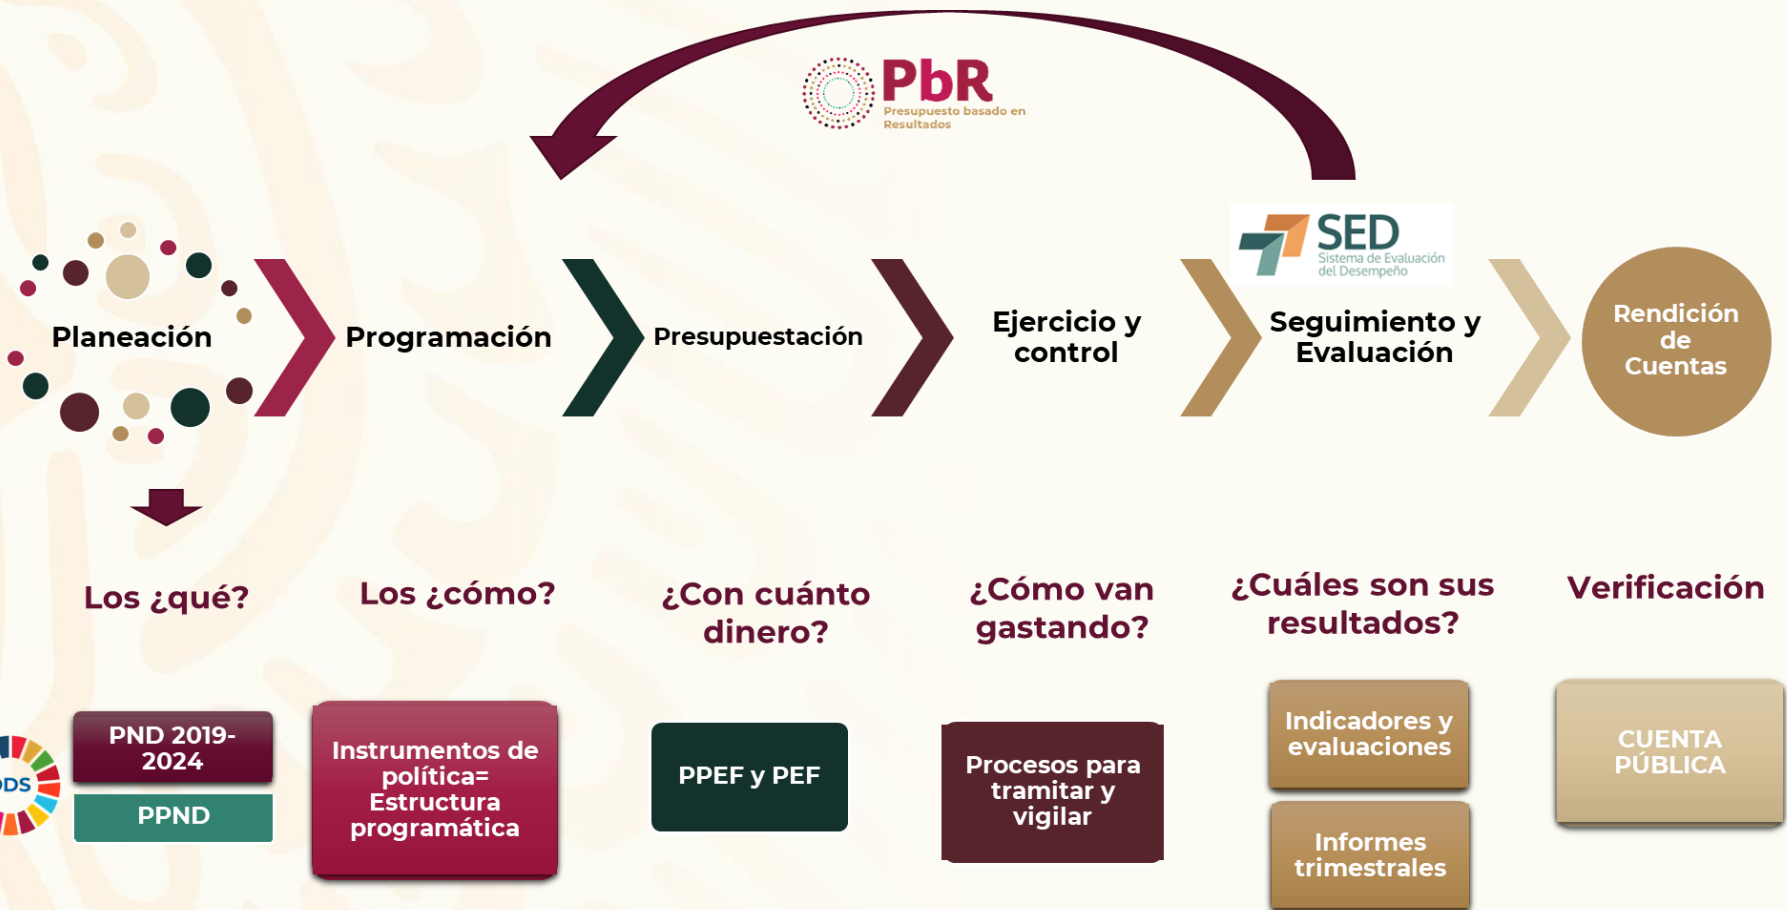 PbR
Presupuesto basado en
Resultados
SED
Sistema de Evaluación
del Desempeño
Planeación
Programación
Presupuestación
Ejercicio y
control
Seguimiento y
Evaluación
Rendición
de
Cuentas
Los ¿qué?
Los ¿cómo?
¿Con cuánto
dinero?
¿Cómo van
gastando?
¿Cuáles son sus
resultados?
Verificación
PND 2019-
2024
PPND
Instrumentos de
política=
Estructura
programática
PPEF y PEF
Procesos para
tramitar y
vigilar
Indicadores y
evaluaciones
Informes
trimestrales
CUENTA
PÚBLICA